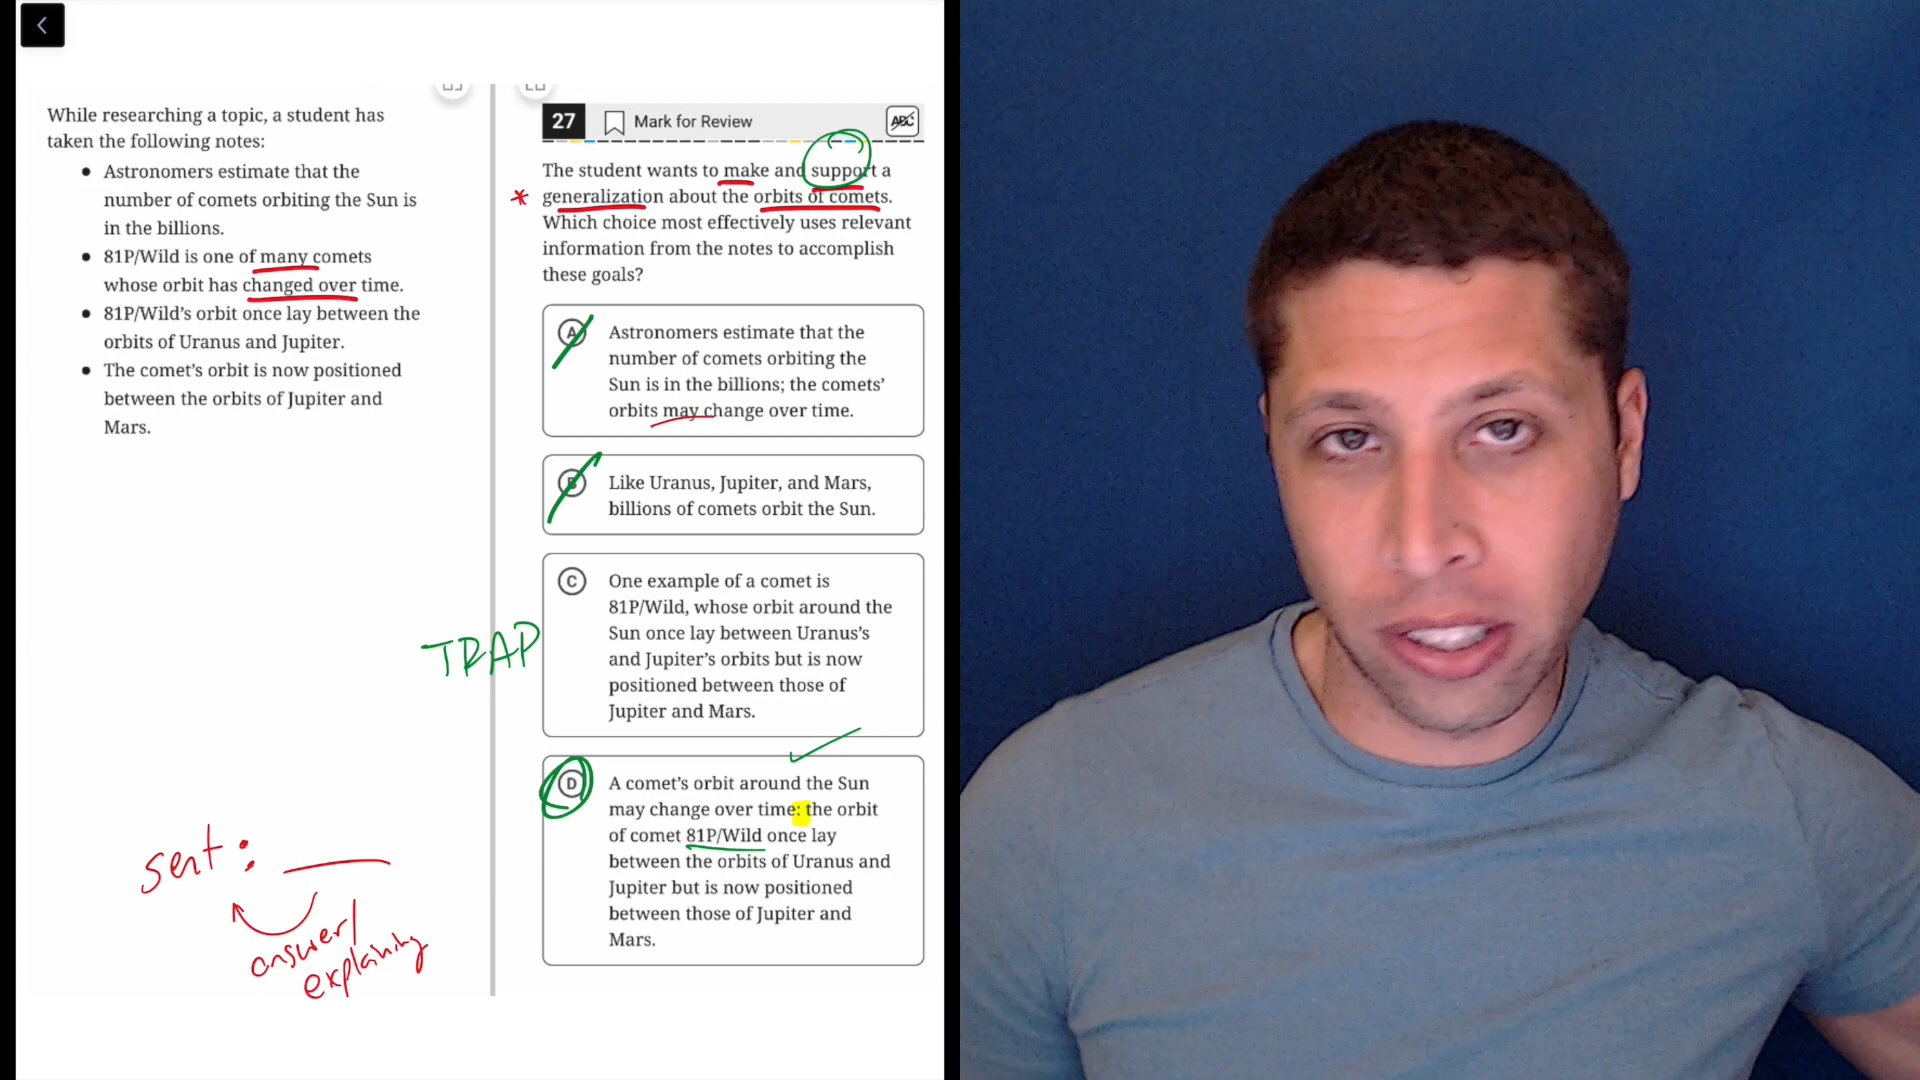 While researching a topic, a student has
taken the following notes:
• Astronomers estimate that the
number of comets orbiting the Sun is
in the billions.
• 81P/Wild is one of many comets
whose orbit has changed over time.
• 81P/Wild's orbit once lay between the
orbits of Uranus and Jupiter.
• The comet's orbit is now positioned
between the orbits of Jupiter and
Mars.
sent :
answer/
explaining
TRAP
27 Mark for Review ABC
The student wants to make and support a
* generalization about the orbits of comets.
Which choice most effectively uses relevant
information from the notes to accomplish
these goals?
A Astronomers estimate that the
number of comets orbiting the
Sun is in the billions; the comets'
orbits may change over time.
B Like Uranus, Jupiter, and Mars,
billions of comets orbit the Sun.
C One example of a comet is
81P/Wild, whose orbit around the
Sun once lay between Uranus's
and Jupiter's orbits but is now
positioned between those of
Jupiter and Mars.
D A comet's orbit around the Sun
may change over time: the orbit
of comet 81P/Wild once lay
between the orbits of Uranus and
Jupiter but is now positioned
between those of Jupiter and
Mars.